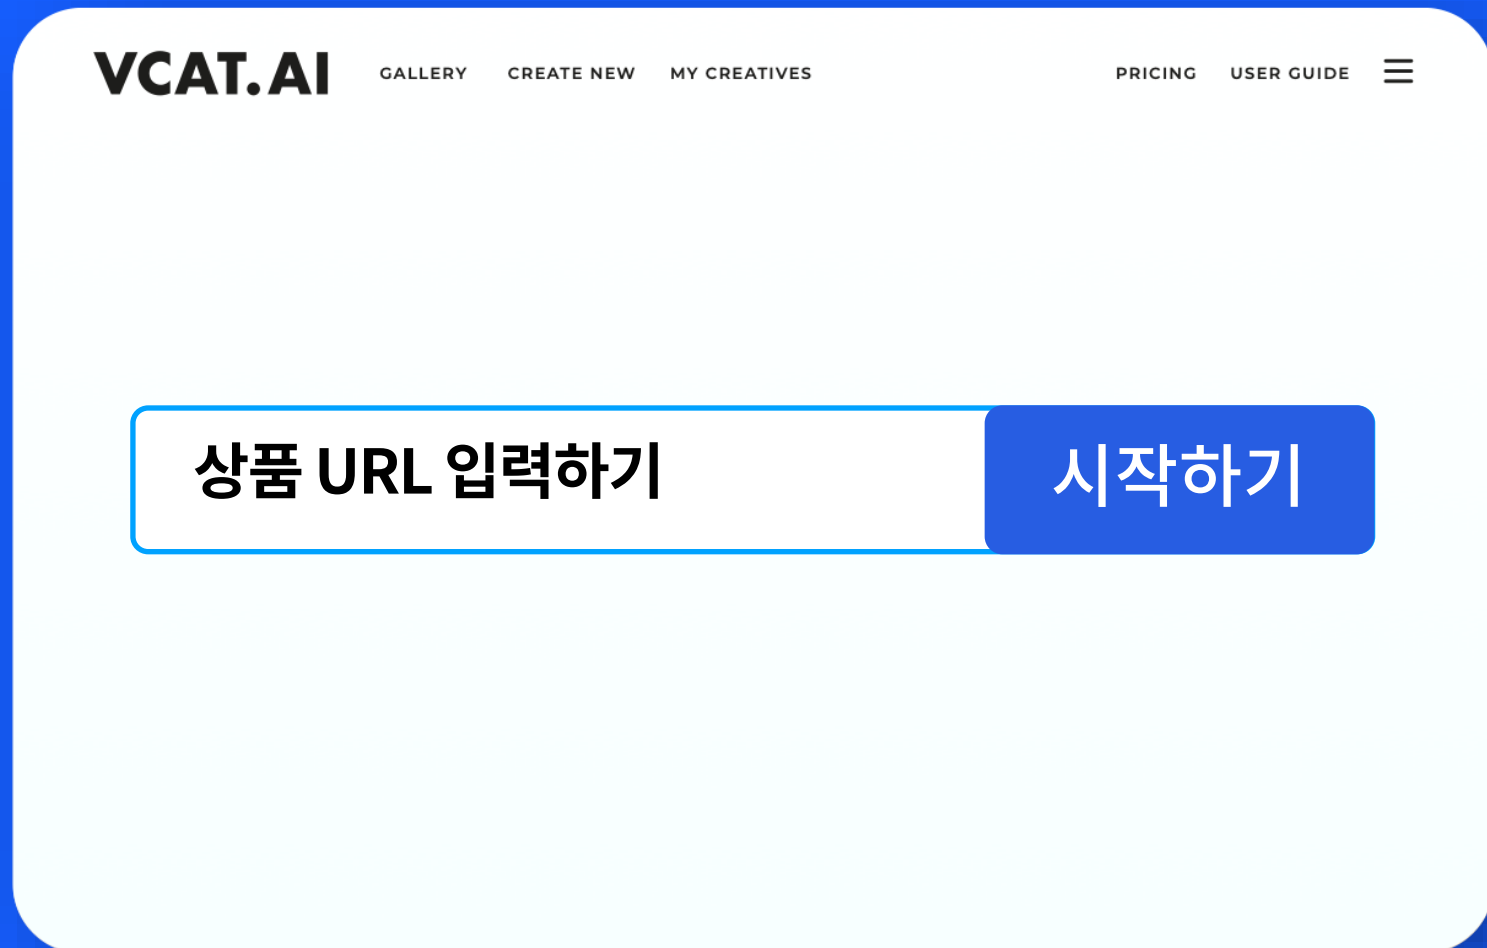 VCAT.AI GALLERY CREATE NEW MY CREATIVES PRICING USER GUIDE
상품 URL 입력하기 시작하기